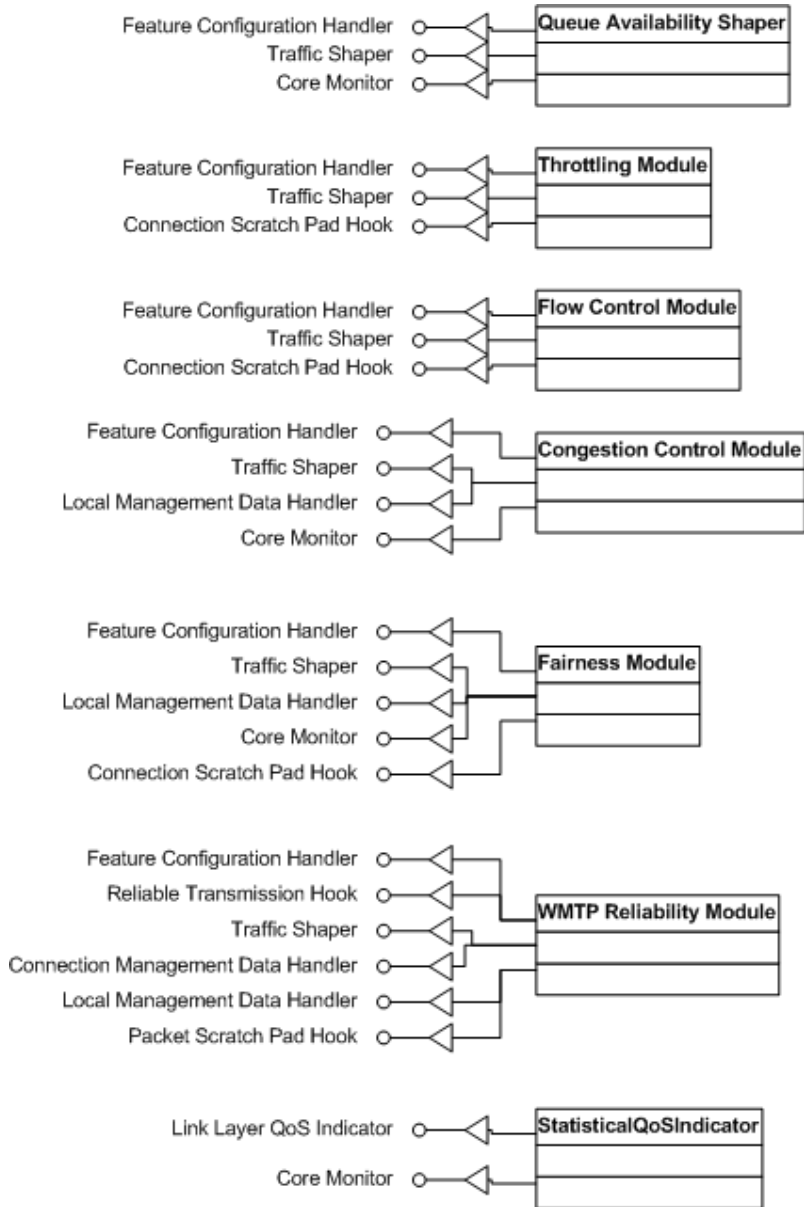 Queue Availability Shaper
Feature Configuration Handler
Traffic Shaper
Core Monitor
Throttling Module
Feature Configuration Handler
Traffic Shaper
Connection Scratch Pad Hook
Flow Control Module
Feature Configuration Handler
Traffic Shaper
Connection Scratch Pad Hook
Feature Configuration Handler
Congestion Control Module
Traffic Shaper
Local Management Data Handler
Core Monitor
Feature Configuration Handler
Fairness Module
Traffic Shaper
Local Management Data Handler
Core Monitor
Connection Scratch Pad Hook
Feature Configuration Handler
Reliable Transmission Hook
WMTP Reliability Module
Traffic Shaper
Connection Management Data Handler
Local Management Data Handler
Packet Scratch Pad Hook
Link Layer QoS Indicator
StatisticalQoSIndicator
Core Monitor